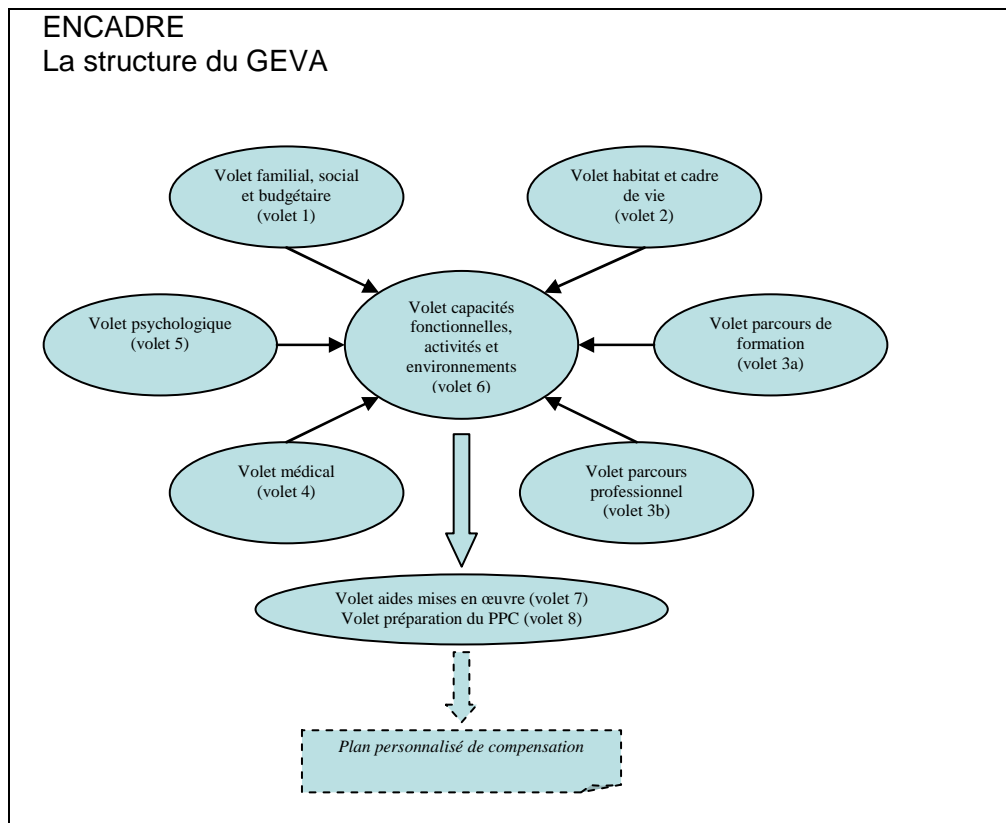 ENCADRE
La structure du GEVA
Volet familial, social
et budgétaire
(volet 1)
Volet habitat et cadre
de vie
(volet 2)
Volet psychologique
(volet 5)
Volet capacités
fonctionnelles,
activités et
environnements
(volet 6)
Volet parcours de
formation
(volet 3a)
Volet médical
(volet 4)
Volet parcours
professionnel
(volet 3b)
Volet aides mises en œuvre (volet 7)
Volet préparation du PPC (volet 8)
Plan personnalisé de compensation